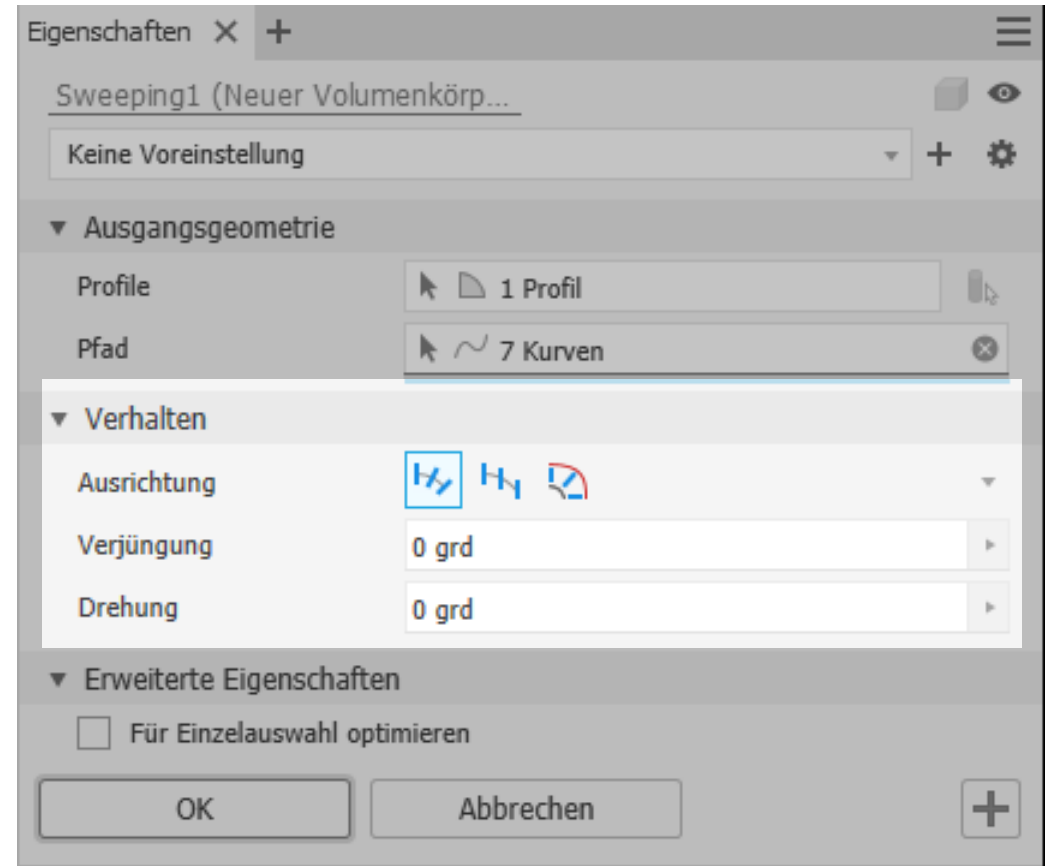 Eigenschaften
Sweeping1 (Neuer Volumenkörp...
Keine Voreinstellung
Ausgangsgeometrie
Profile 1 Profil
Pfad 7 Kurven
Verhalten
Ausrichtung
Verjüngung 0 grd
Drehung 0 grd
Erweiterte Eigenschaften
Für Einzelauswahl optimieren
OK Abbrechen